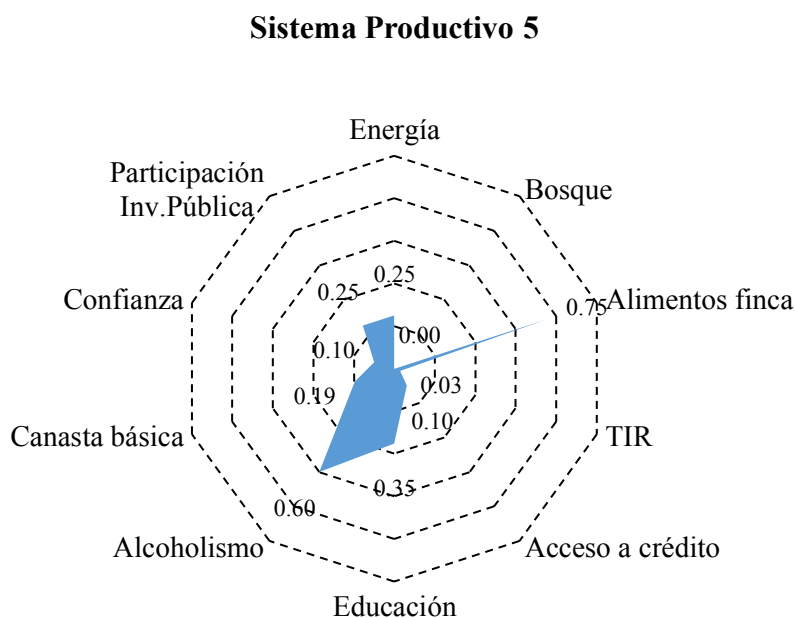 Sistema Productivo 5
Energía
Participación
Inv.Pública
Bosque
0.25
0.25
Confianza
0.75
Alimentos finca
0.00
0.10
0.03
0.19
0.10
Canasta básica
TIR
0.35
0.60
Alcoholismo
Acceso a crédito
Educación